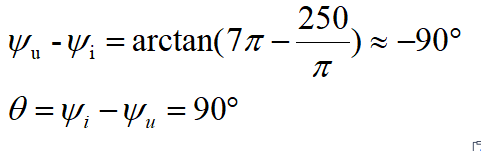 ψu - ψi = arctan(7π − 250/π) ≈ −90°
θ = ψi − ψu = 90°